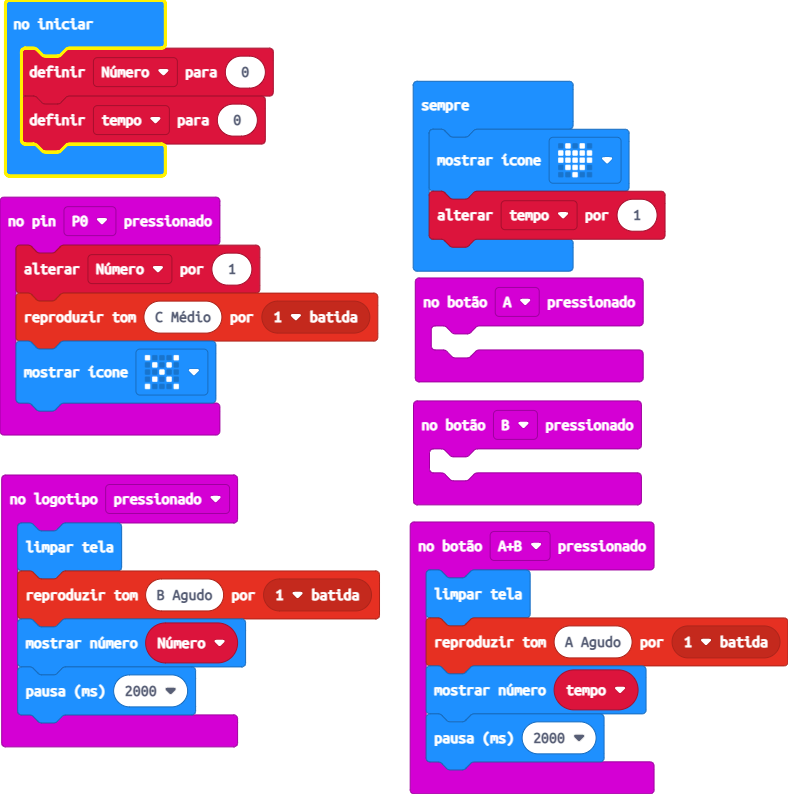 no iniciar
definir Número para 0
definir tempo para 0
no pin P0 pressionado
alterar Número por 1
reproduzir tom C Médio por 1 batida
mostrar ícone
no logotipo pressionado
limpar tela
reproduzir tom B Agudo por 1 batida
mostrar número Número
pausa (ms) 2000
sempre
mostrar ícone
alterar tempo por 1
no botão A pressionado
no botão B pressionado
no botão A+B pressionado
limpar tela
reproduzir tom A Agudo por 1 batida
mostrar número tempo
pausa (ms) 2000